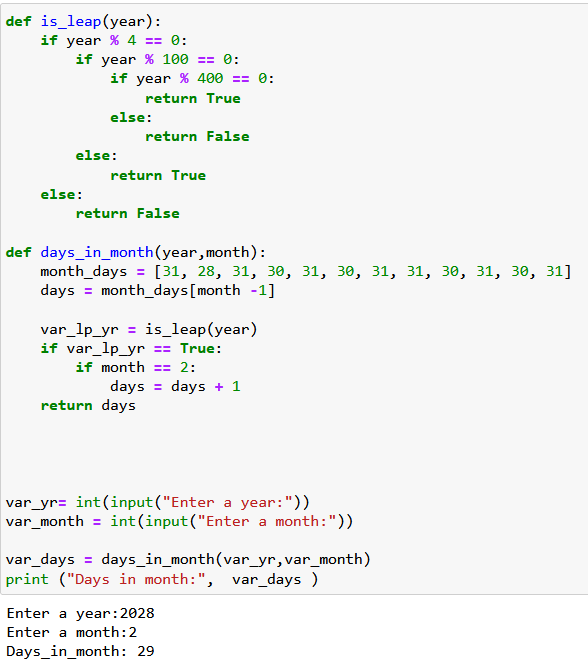 def is_leap(year):
    if year % 4 == 0:
        if year % 100 == 0:
            if year % 400 == 0:
                return True
            else:
                return False
        else:
            return True
    else:
        return False

def days_in_month(year,month):
    month_days = [31, 28, 31, 30, 31, 30, 31, 31, 30, 31, 30, 31]
    days = month_days[month -1]

    var_lp_yr = is_leap(year)
    if var_lp_yr == True:
        if month == 2:
            days = days + 1
    return days

var_yr= int(input("Enter a year:"))
var_month = int(input("Enter a month:"))

var_days = days_in_month(var_yr,var_month)
print ("Days in month:",  var_days )
Enter a year:2028
Enter a month:2
Days_in_month: 29